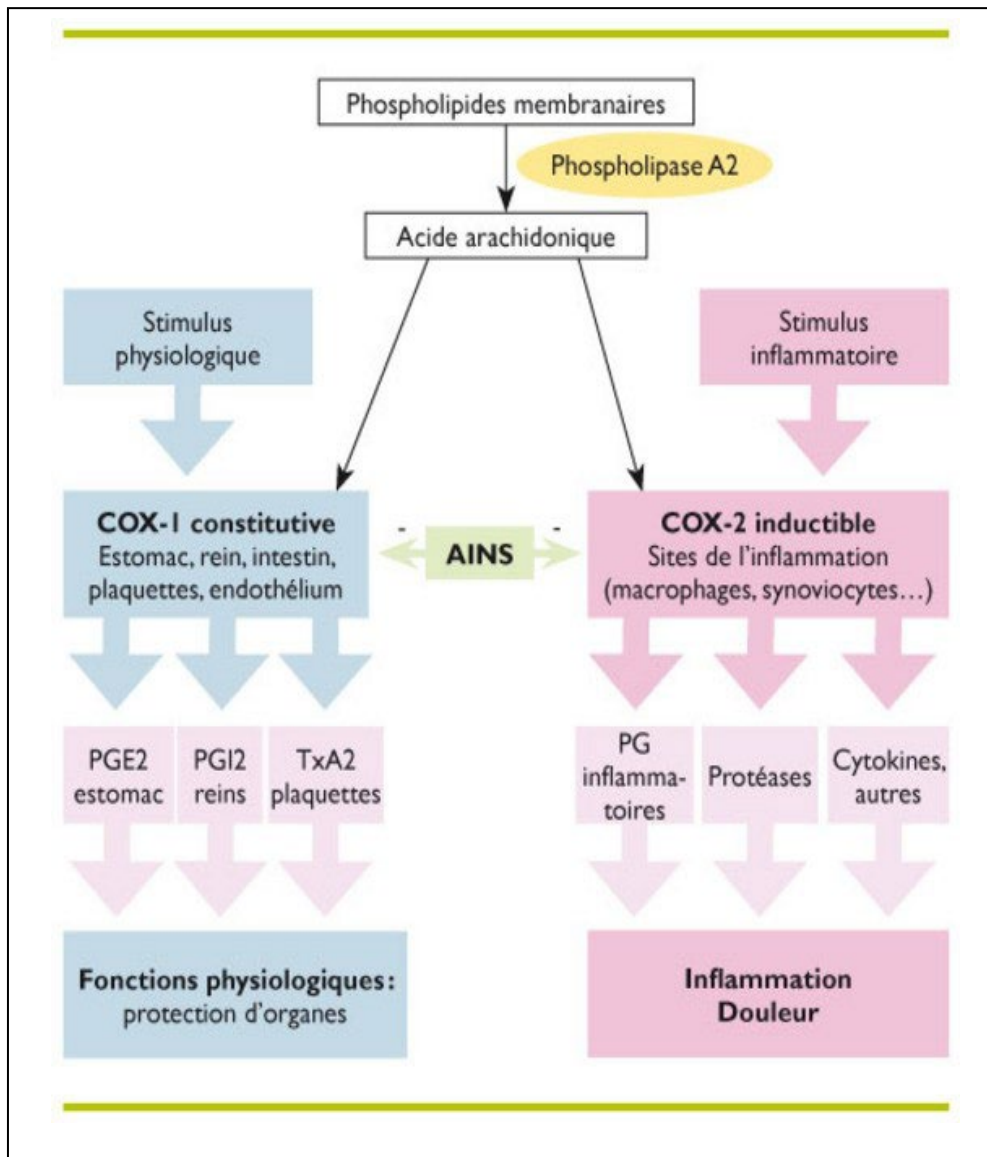 Phospholipides membranaires
Phospholipase A2
Acide arachidonique
Stimulus
physiologique
Stimulus
inflammatoire
COX-1 constitutive
Estomac, rein, intestin,
plaquettes, endothélium
- AINS -
COX-2 inductible
Sites de l'inflammation
(macrophages, synoviocytes...)
PGE2
estomac
PGI2
reins
TxA2
plaquettes
PG
inflamma-
toires
Protéases
Cytokines,
autres
Fonctions physiologiques :
protection d'organes
Inflammation
Douleur